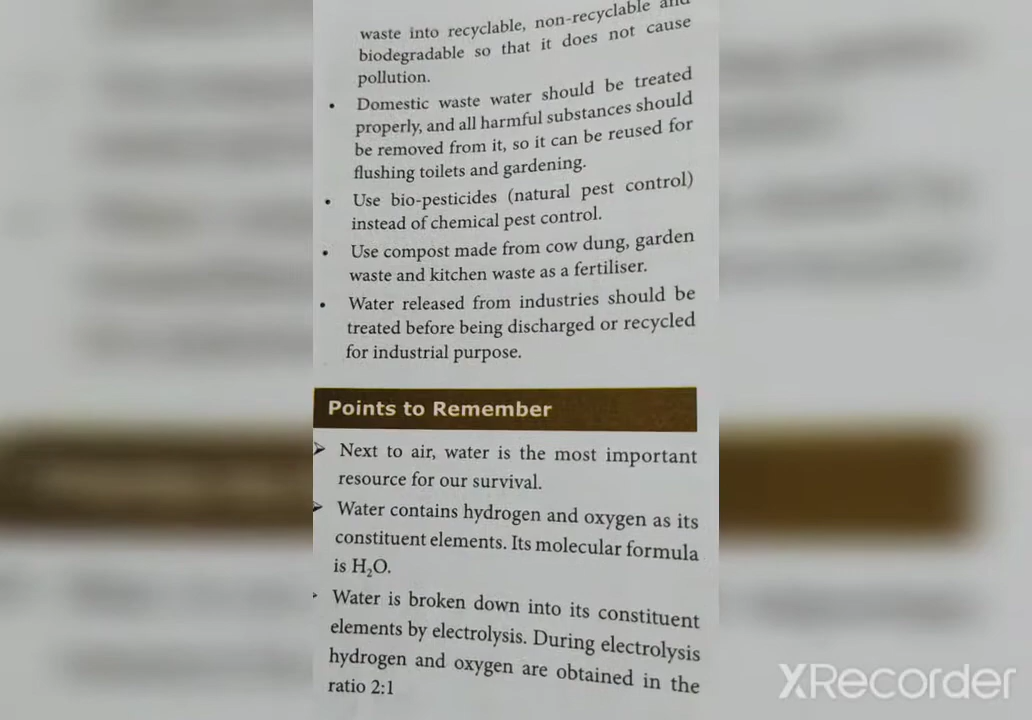 waste into recyclable, non-recyclable and
biodegradable so that it does not cause
pollution.
• Domestic waste water should be treated
properly, and all harmful substances should
be removed from it, so it can be reused for
flushing toilets and gardening.
• Use bio-pesticides (natural pest control)
instead of chemical pest control.
• Use compost made from cow dung, garden
waste and kitchen waste as a fertiliser.
• Water released from industries should be
treated before being discharged or recycled
for industrial purpose.
Points to Remember
➢ Next to air, water is the most important
resource for our survival.
➢ Water contains hydrogen and oxygen as its
constituent elements. Its molecular formula
is H₂O.
➢ Water is broken down into its constituent
elements by electrolysis. During electrolysis
hydrogen and oxygen are obtained in the
ratio 2:1
XRecorder